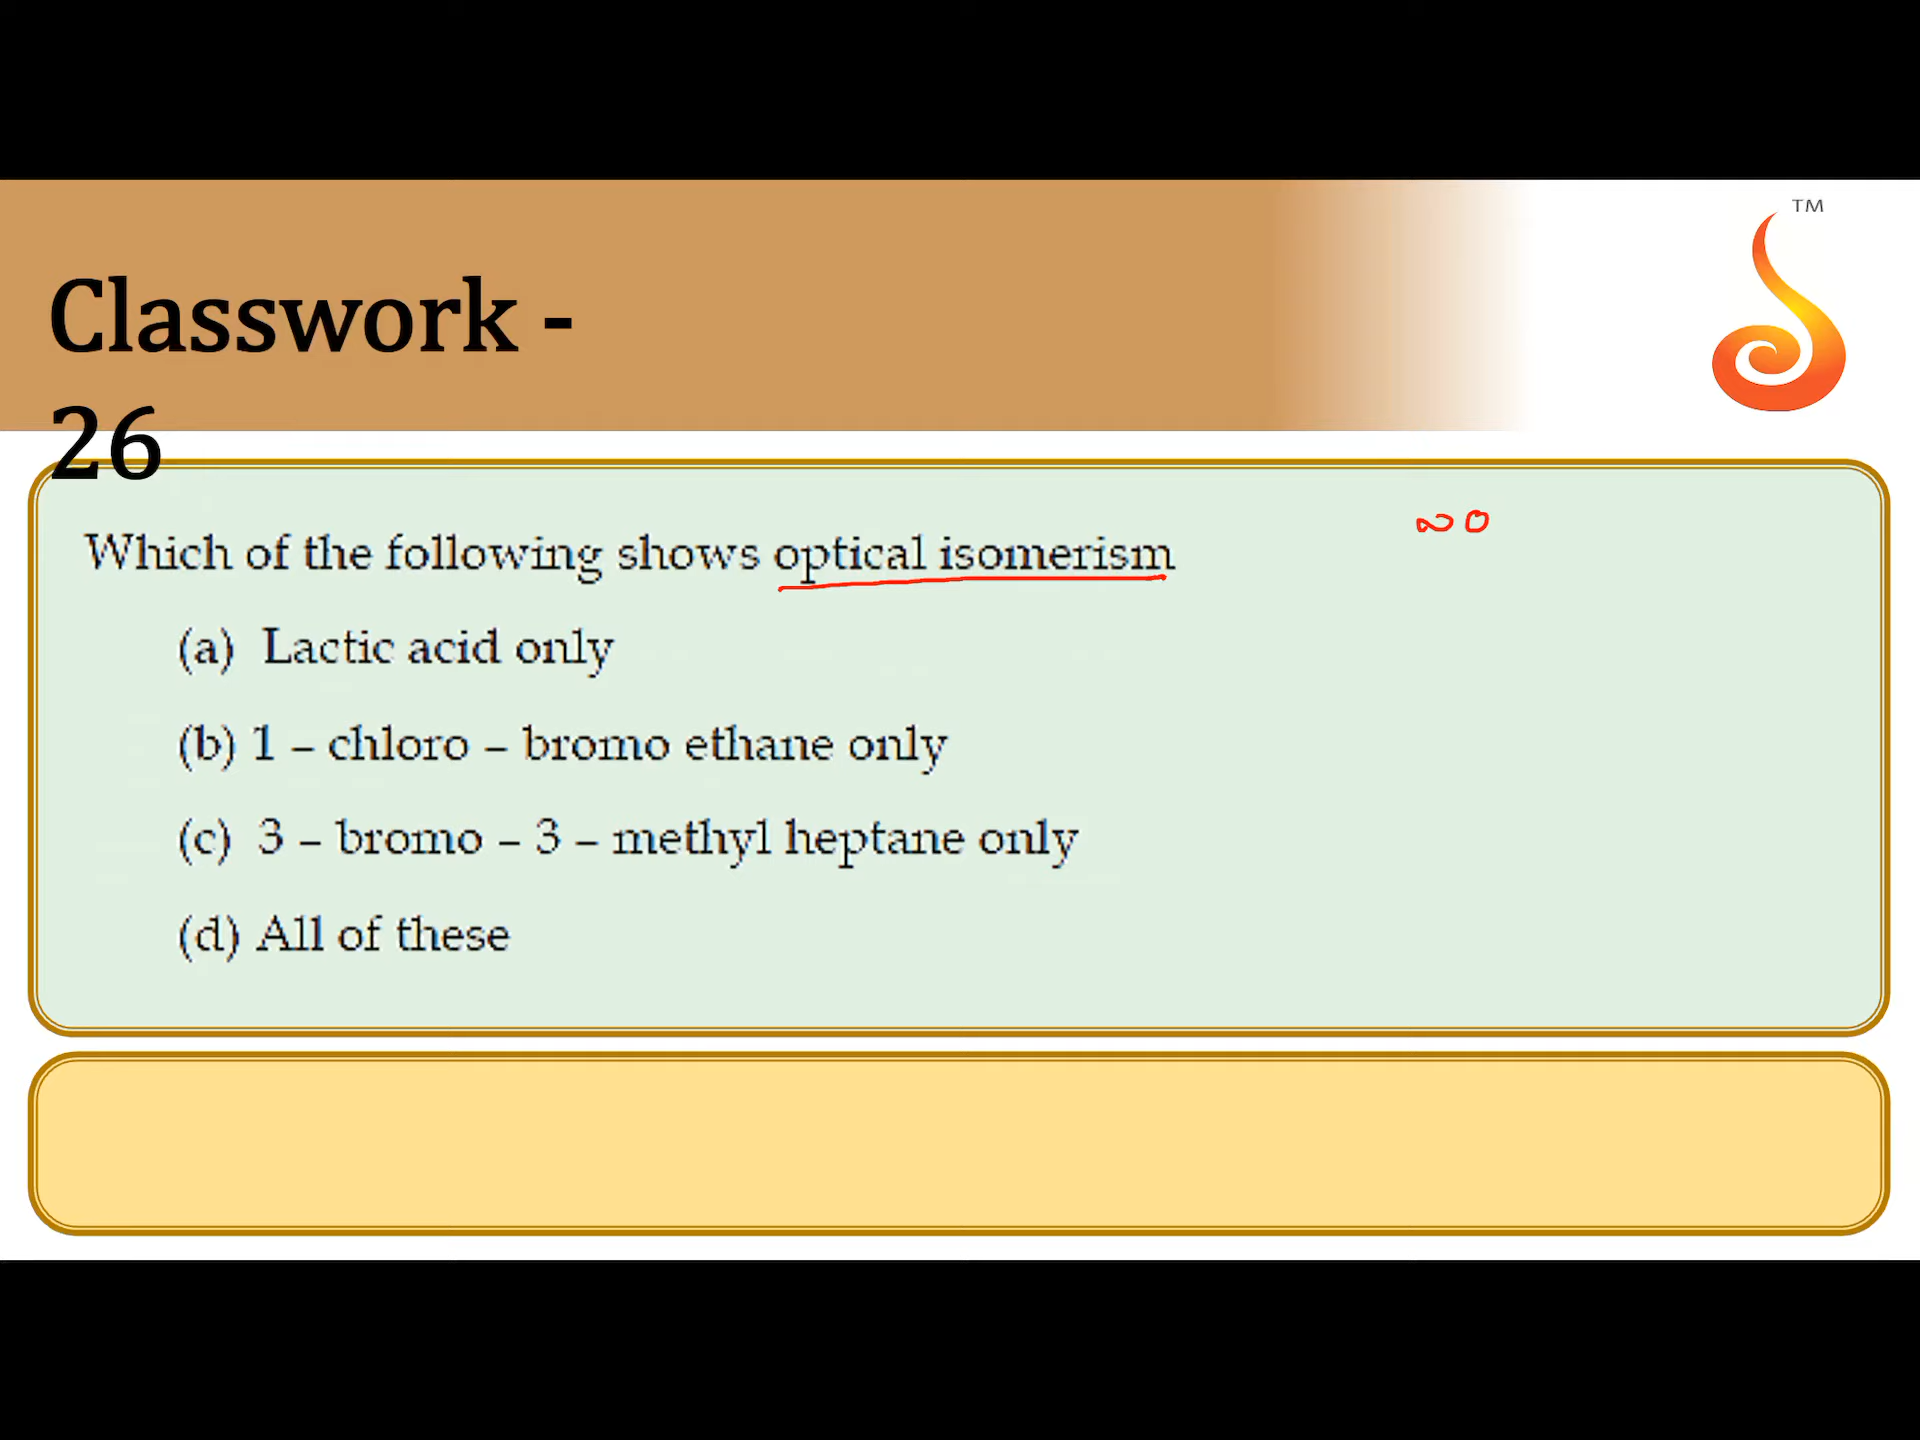 TM
Classwork -
26
Which of the following shows optical isomerism
(a) Lactic acid only
(b) 1 – chloro – bromo ethane only
(c) 3 – bromo – 3 – methyl heptane only
(d) All of these